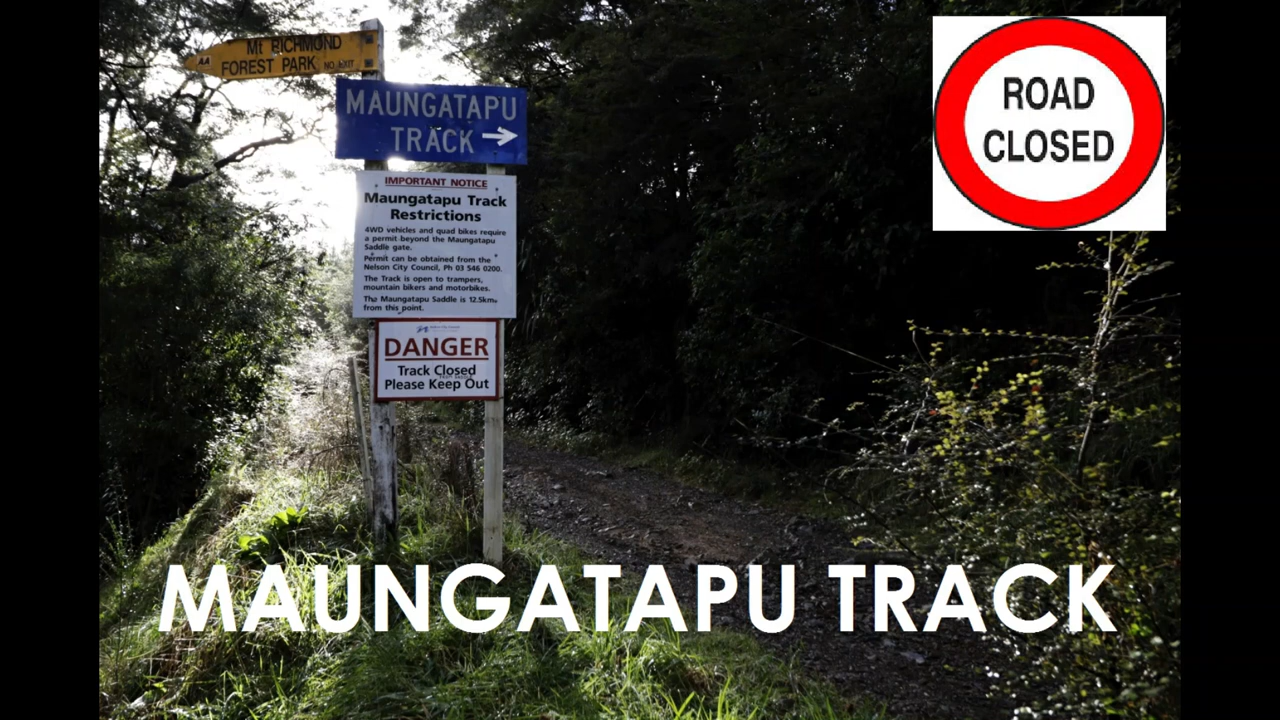 Mt RICHMOND
FOREST PARK NO EXIT
AA
MAUNGATAPU
TRACK
IMPORTANT NOTICE
Maungatapu Track
Restrictions
4WD vehicles and quad bikes require
a permit beyond the Maungatapu
Saddle gate.
Permit can be obtained from the
Nelson City Council, Ph 03 546 0200.
The Track is open to trampers,
mountain bikers and motorbikes.
The Maungatapu Saddle is 12.5km
from this point.
DANGER
Track Closed
Please Keep Out
ROAD
CLOSED
MAUNGATAPU TRACK